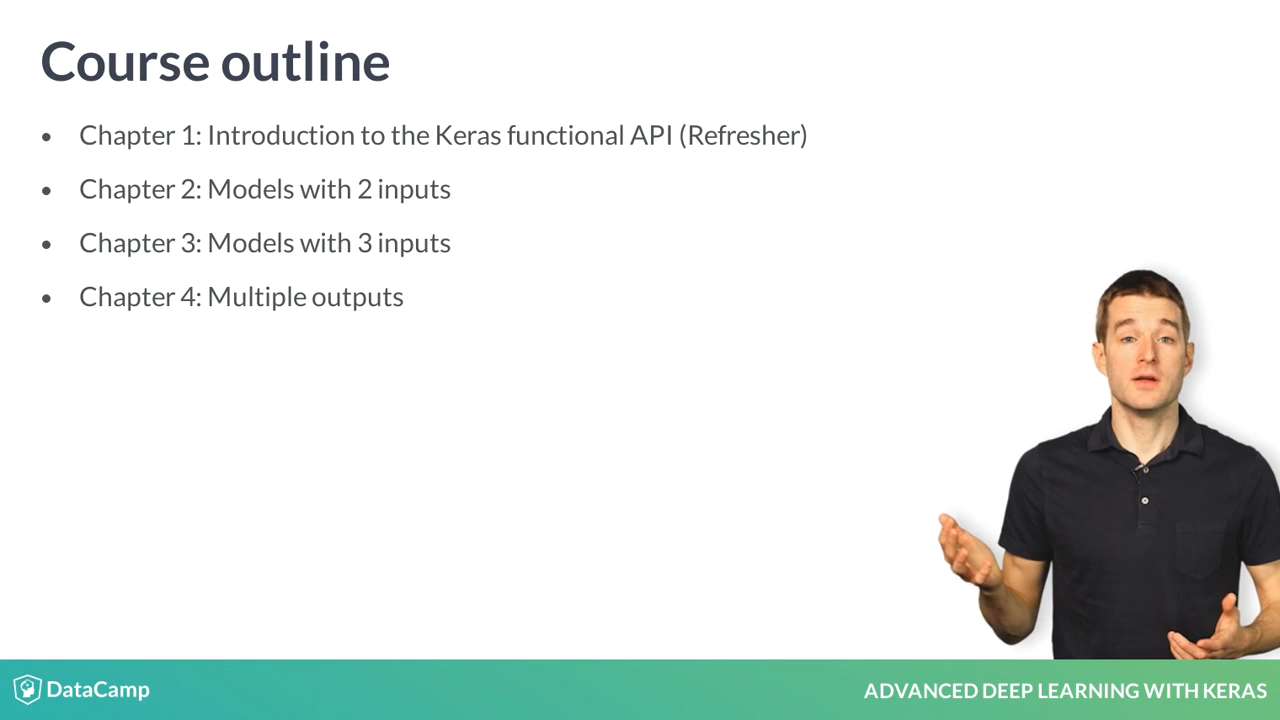 Course outline
• Chapter 1: Introduction to the Keras functional API (Refresher)
• Chapter 2: Models with 2 inputs
• Chapter 3: Models with 3 inputs
• Chapter 4: Multiple outputs
DataCamp
ADVANCED DEEP LEARNING WITH KERAS